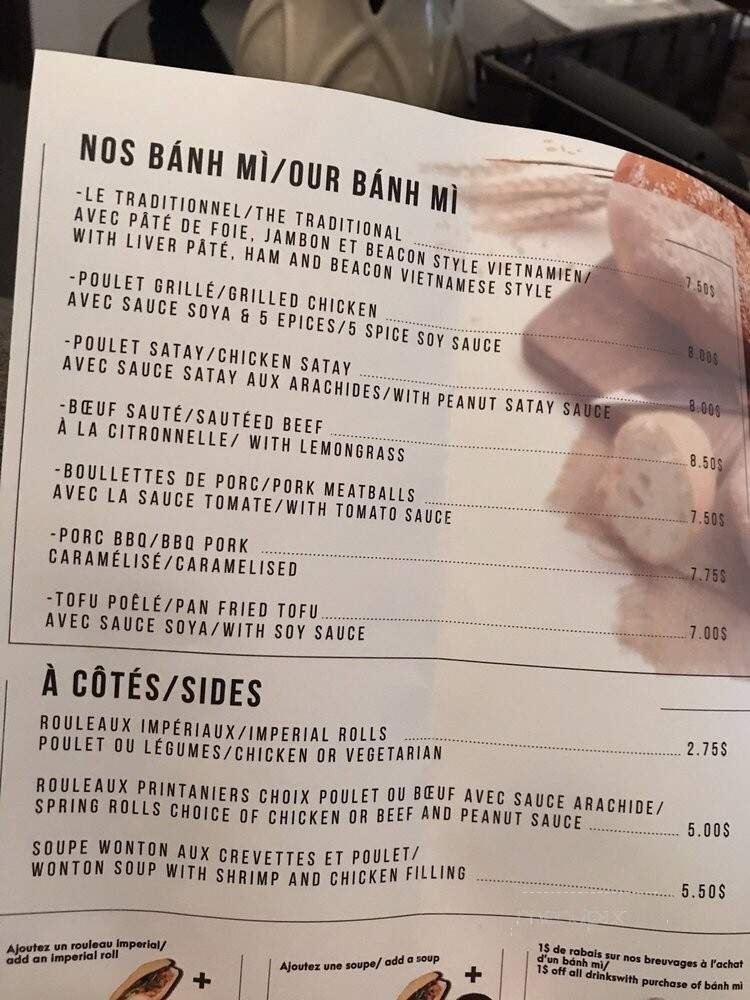 NOS BÁNH MÌ/OUR BÁNH MÌ
-LE TRADITIONNEL/THE TRADITIONAL
AVEC PÂTÉ DE FOIE, JAMBON ET BEACON STYLE VIETNAMIEN/
WITH LIVER PÂTÉ, HAM AND BEACON VIETNAMESE STYLE 7.50$
-POULET GRILLÉ/GRILLED CHICKEN 8.00$
AVEC SAUCE SOYA & 5 EPICES/5 SPICE SOY SAUCE
-POULET SATAY/CHICKEN SATAY 8.00$
AVEC SAUCE SATAY AUX ARACHIDES/WITH PEANUT SATAY SAUCE
-BŒUF SAUTÉ/SAUTÉED BEEF 8.50$
À LA CITRONNELLE/ WITH LEMONGRASS
-BOULLETTES DE PORC/PORK MEATBALLS 7.50$
AVEC LA SAUCE TOMATE/WITH TOMATO SAUCE
-PORC BBQ/BBQ PORK 7.75$
CARAMÉLISÉ/CARAMELISED
-TOFU POÊLÉ/PAN FRIED TOFU 7.00$
AVEC SAUCE SOYA/WITH SOY SAUCE
À CÔTÉS/SIDES
ROULEAUX IMPÉRIAUX/IMPERIAL ROLLS 2.75$
POULET OU LÉGUMES/CHICKEN OR VEGETARIAN
ROULEAUX PRINTANIERS CHOIX POULET OU BŒUF AVEC SAUCE ARACHIDE/
SPRING ROLLS CHOICE OF CHICKEN OR BEEF AND PEANUT SAUCE 5.00$
SOUPE WONTON AUX CREVETTES ET POULET/
WONTON SOUP WITH SHRIMP AND CHICKEN FILLING 5.50$
Ajoutez un rouleau imperial/
add an imperial roll
+
Ajoutez une soupe/ add a soup
+
1$ de rabais sur nos breuvages à l'achat
d'un bánh mì/
1$ off all drinkswith purchase of bánh mì